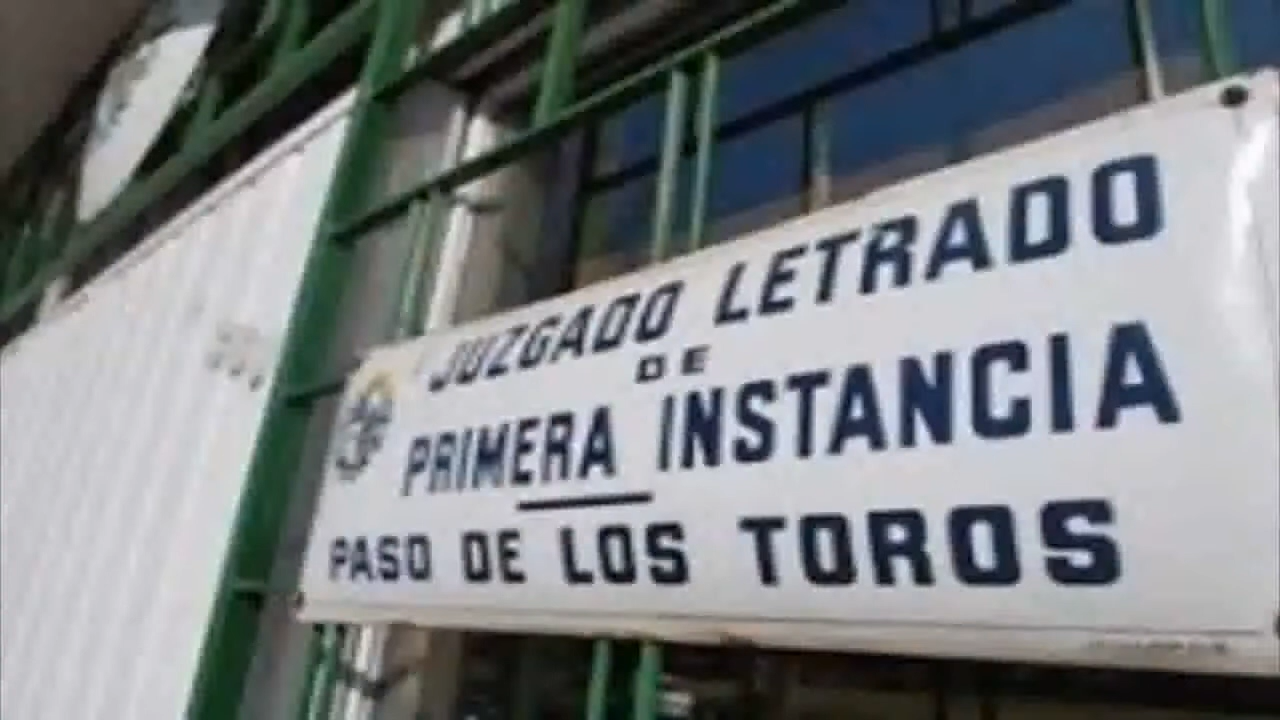 JUZGADO LETRADO
DE
PRIMERA INSTANCIA
PASO DE LOS TOROS